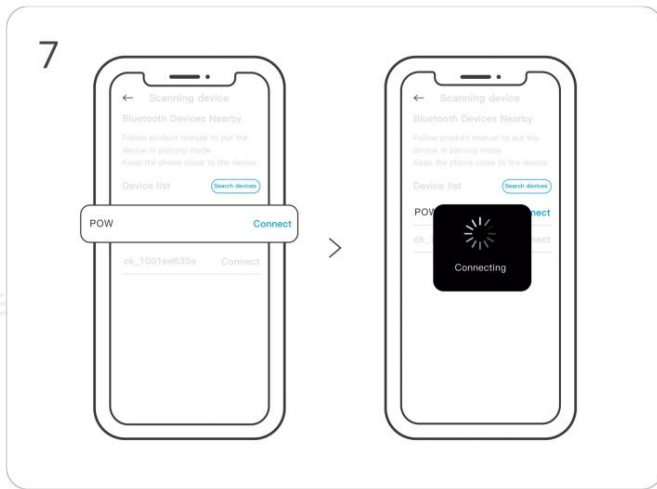 7
← Scanning device
Bluetooth Devices Nearby
Follow product manual to put the
device in pairing mode.
Keep the phone close to the device.
Device list
Search devices
POW Connect
ck_1001ee635a Connect
>
← Scanning device
Bluetooth Devices Nearby
Follow product manual to put the
device in pairing mode.
Keep the phone close to the device.
Device list
Search devices
POW nect
ck_1 nect
Connecting